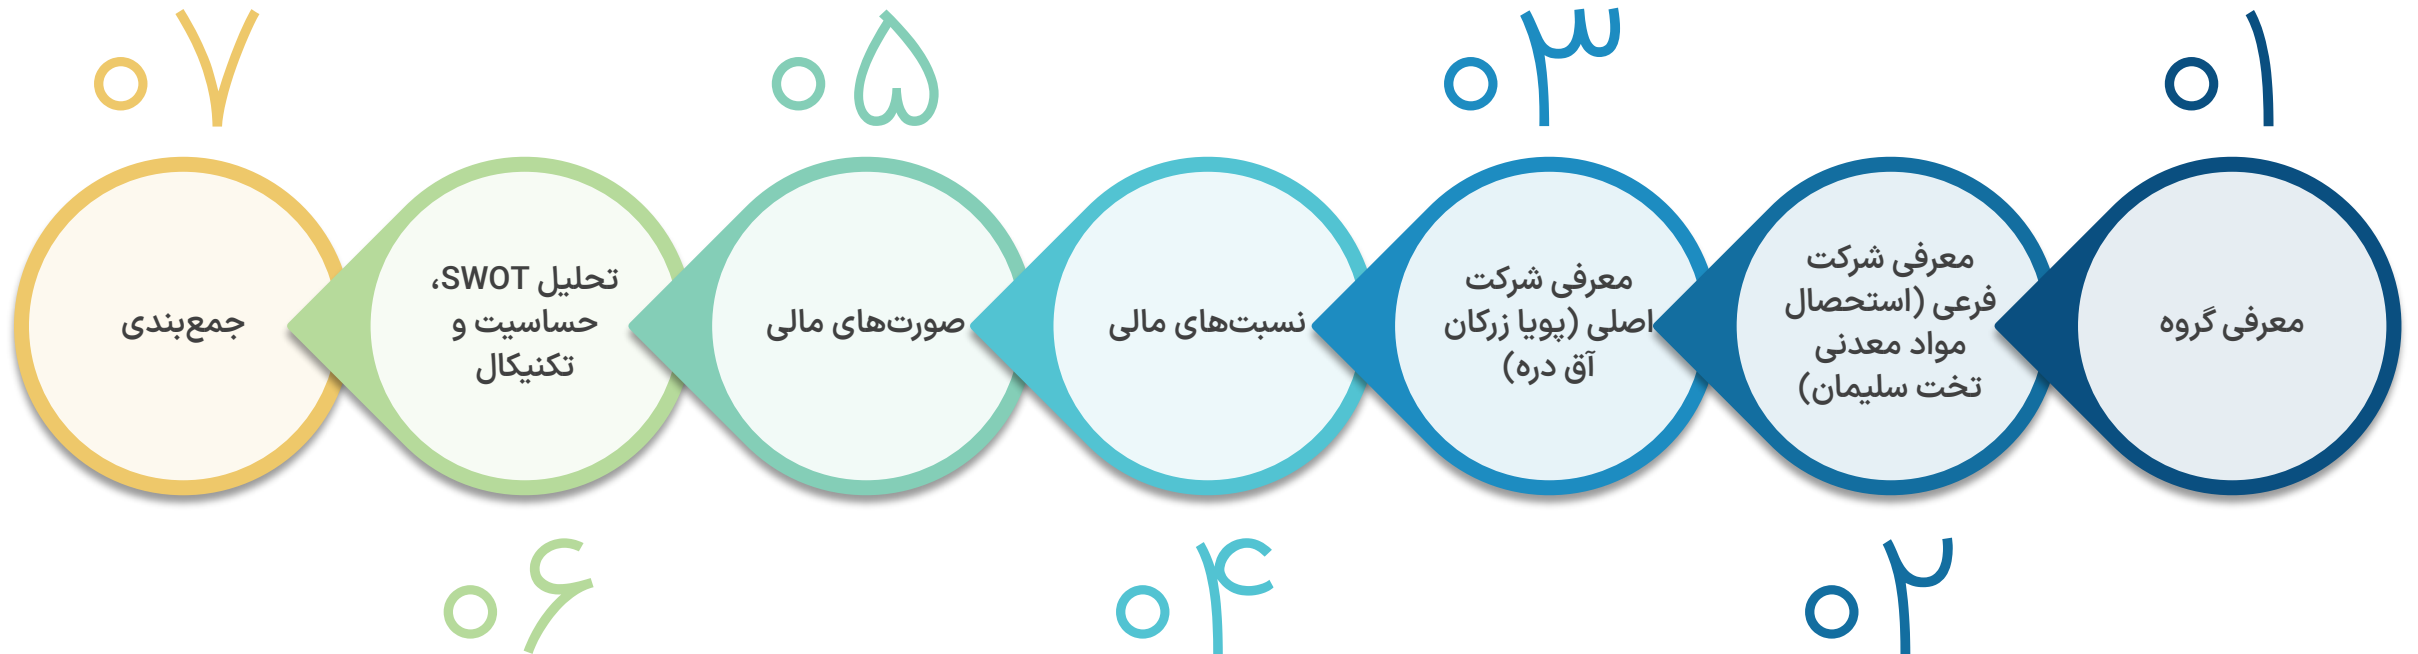 ۰۱
معرفی گروه
۰۲
معرفی شرکت
فرعی (استحصال
مواد معدنی
تخت سلیمان)
۰۳
معرفی شرکت
اصلی (پویا زرکان
آق دره)
۰۴
نسبت‌های مالی
۰۵
صورت‌های مالی
۰۶
تحلیل SWOT،
حساسیت و
تکنیکال
۰۷
جمع‌بندی